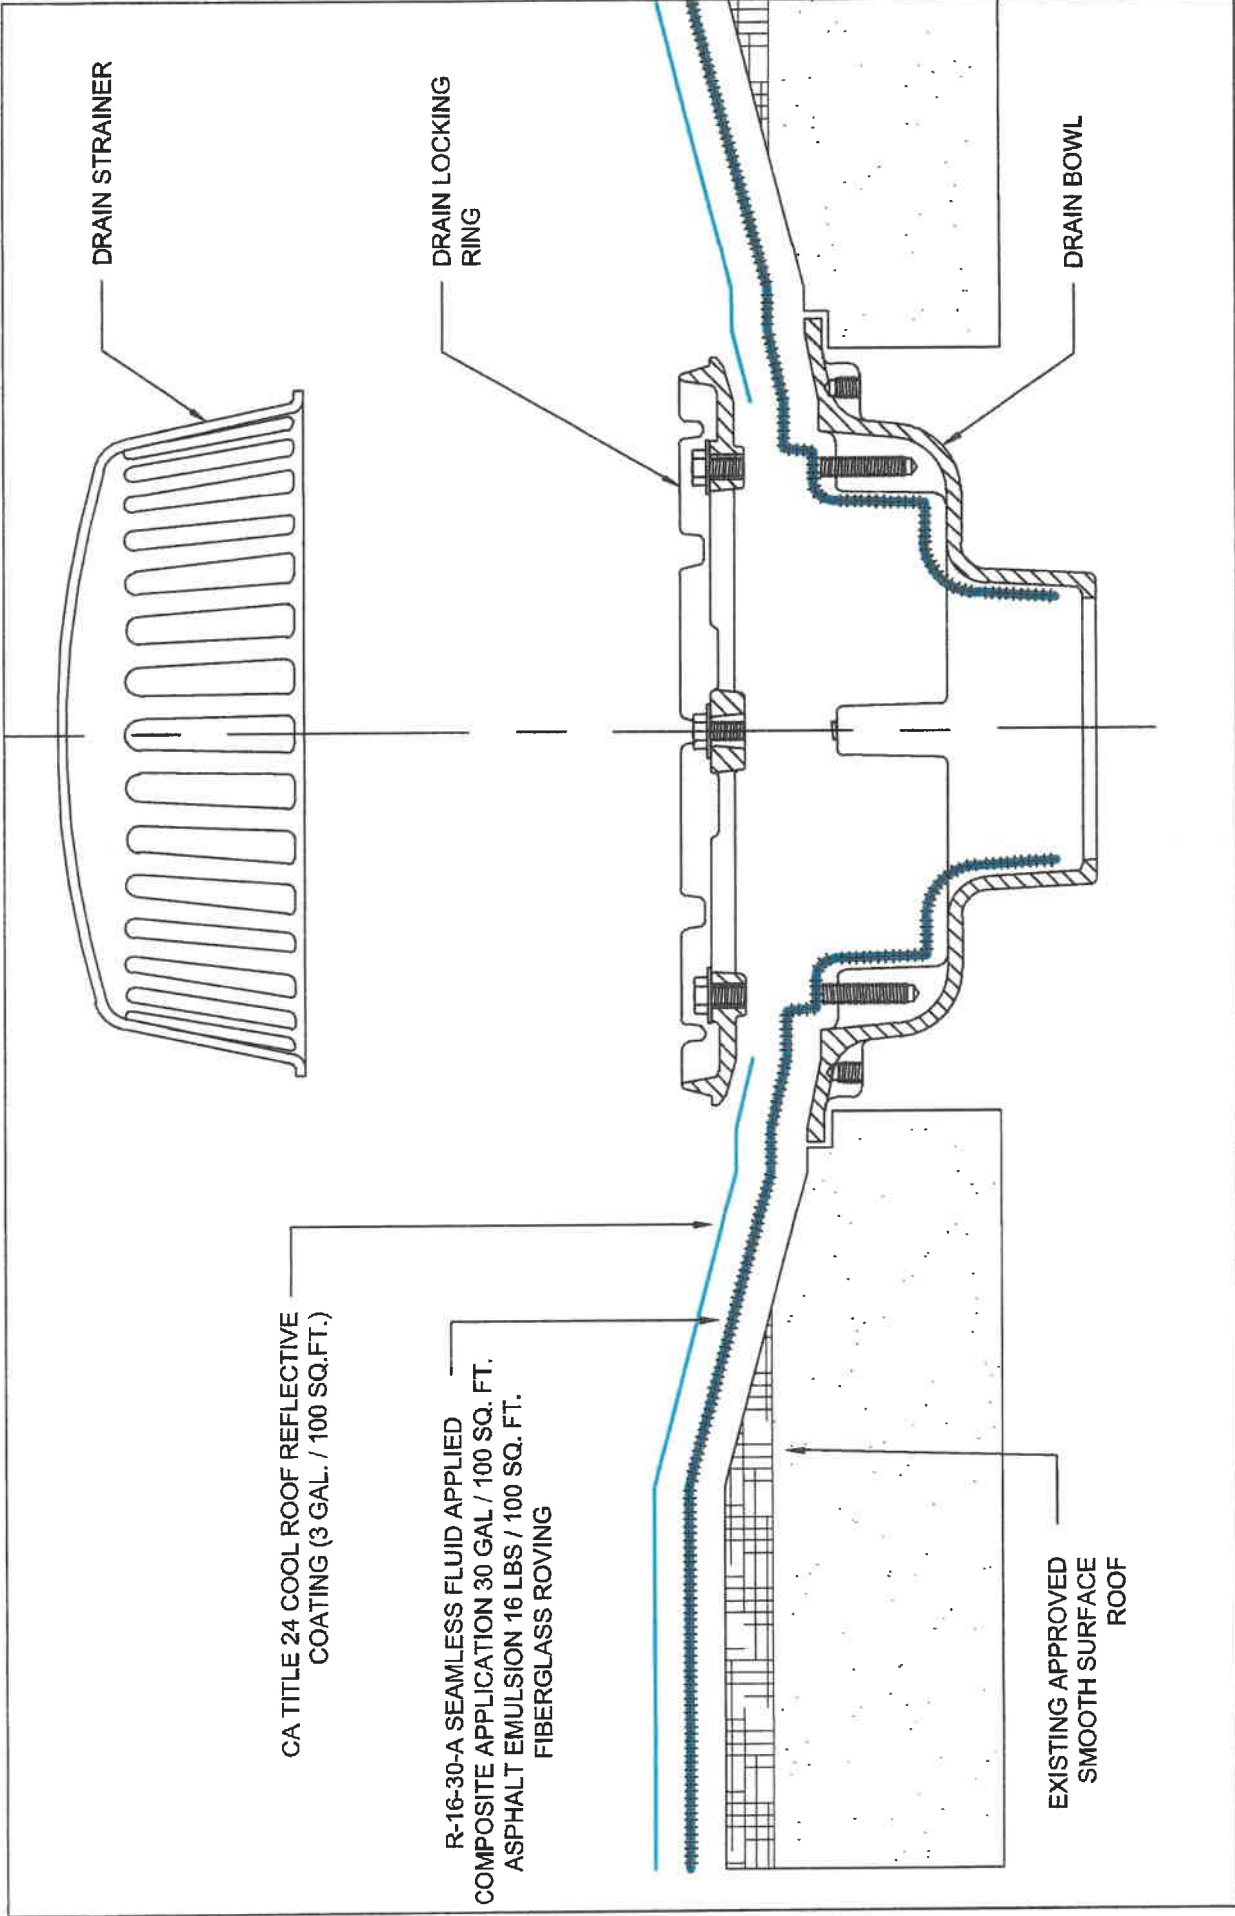 DRAIN STRAINER
DRAIN LOCKING
RING
DRAIN BOWL
CA TITLE 24 COOL ROOF REFLECTIVE
COATING (3 GAL. / 100 SQ.FT.)
R-16-30-A SEAMLESS FLUID APPLIED
COMPOSITE APPLICATION 30 GAL / 100 SQ. FT.
ASPHALT EMULSION 16 LBS / 100 SQ. FT.
FIBERGLASS ROVING
EXISTING APPROVED
SMOOTH SURFACE
ROOF